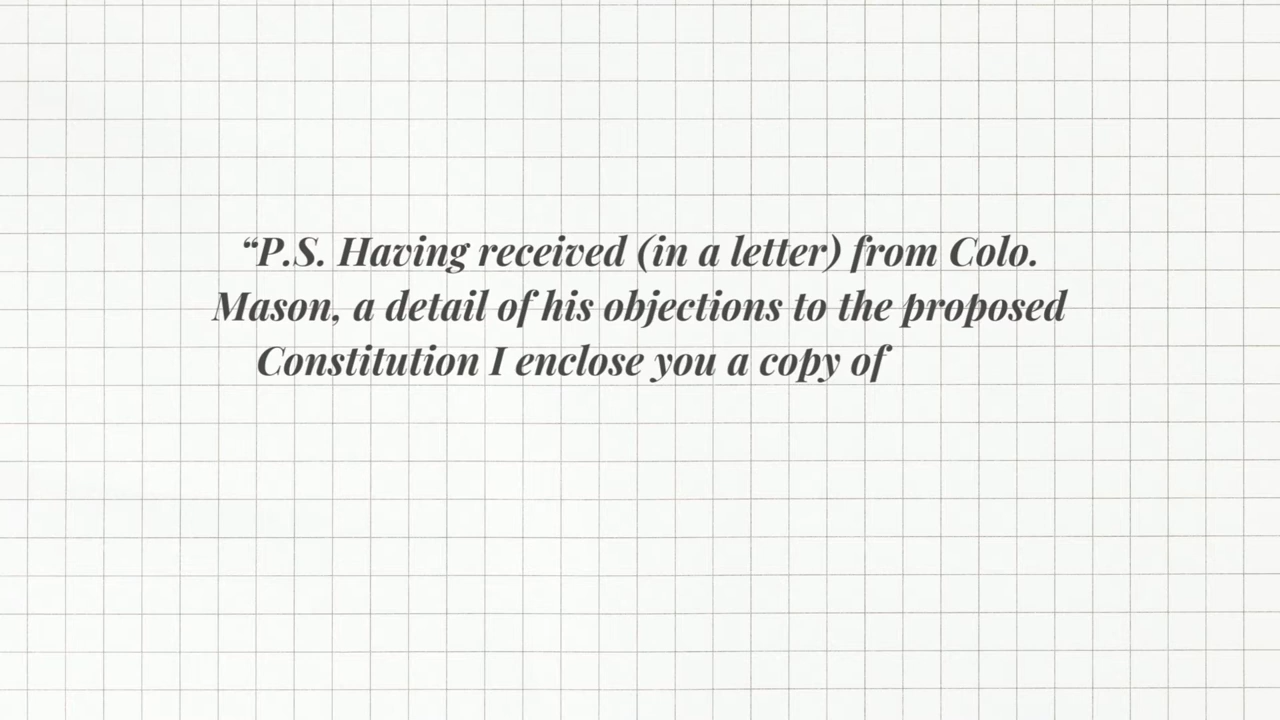 “P.S. Having received (in a letter) from Colo.
Mason, a detail of his objections to the proposed
Constitution I enclose you a copy of